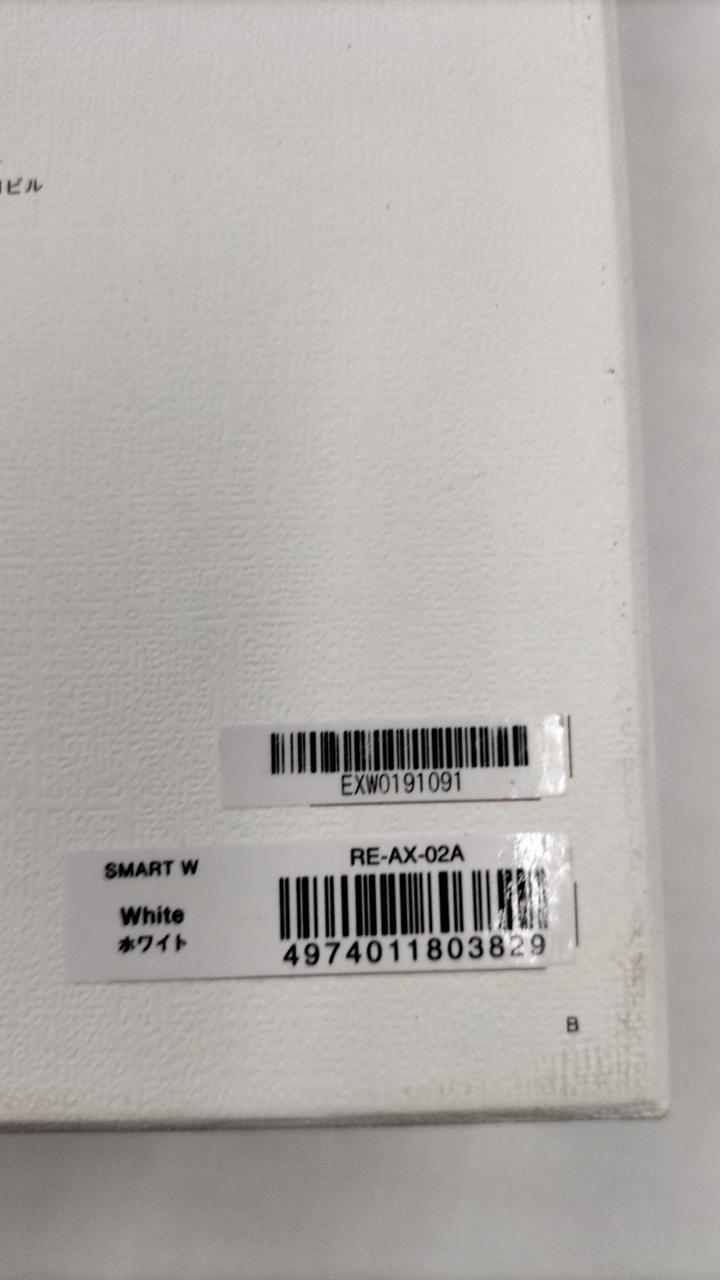 ビル
EXW0191091
SMART W
RE-AX-02A
White
ホワイト
4974011803829
B